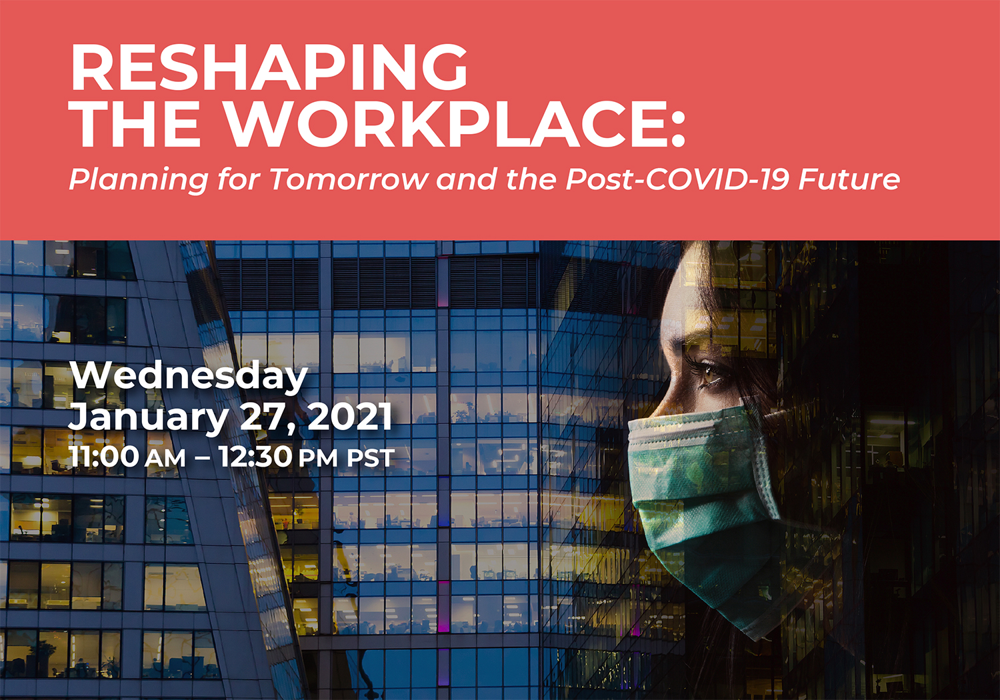 RESHAPING
THE WORKPLACE:
Planning for Tomorrow and the Post-COVID-19 Future
Wednesday
January 27, 2021
11:00 AM – 12:30 PM PST